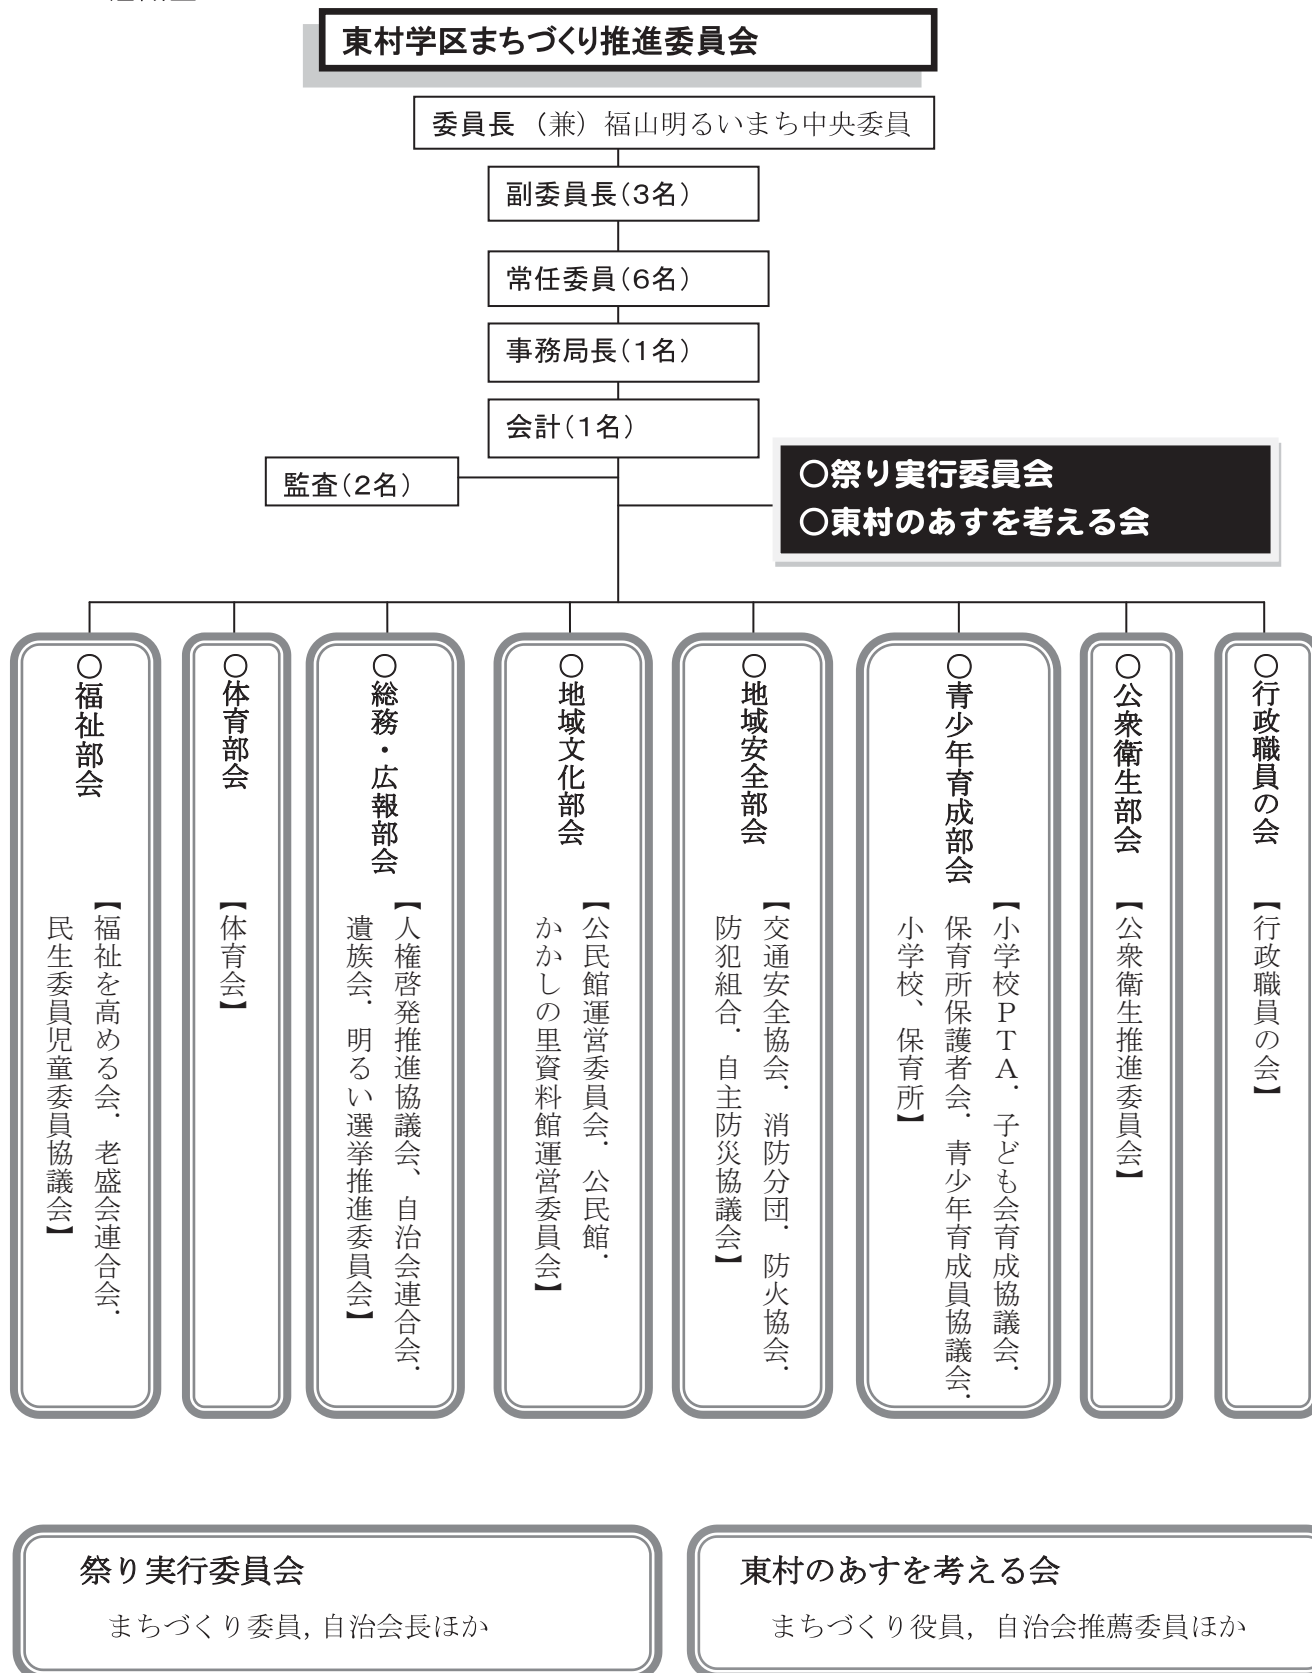 東村学区まちづくり推進委員会
委員長（兼）福山明るいまち中央委員
副委員長（3名）
常任委員（6名）
事務局長（1名）
会計（1名）
監査（2名）
○祭り実行委員会
○東村のあすを考える会
○福祉部会
【福祉を高める会．老盛会連合会．
民生委員児童委員協議会】
○体育部会
【体育会】
○総務・広報部会
【人権啓発推進協議会、自治会連合会．
遺族会．明るい選挙推進委員会】
○地域文化部会
【公民館運営委員会．公民館．
かかしの里資料館運営委員会】
○地域安全部会
【交通安全協会．消防分団．防火協会．
防犯組合．自主防災協議会】
○青少年育成部会
【小学校ＰＴＡ．子ども会育成協議会．
保育所保護者会．青少年育成員協議会．
小学校、保育所】
○公衆衛生部会
【公衆衛生推進委員会】
○行政職員の会
【行政職員の会】
祭り実行委員会
まちづくり委員，自治会長ほか
東村のあすを考える会
まちづくり役員，自治会推薦委員ほか